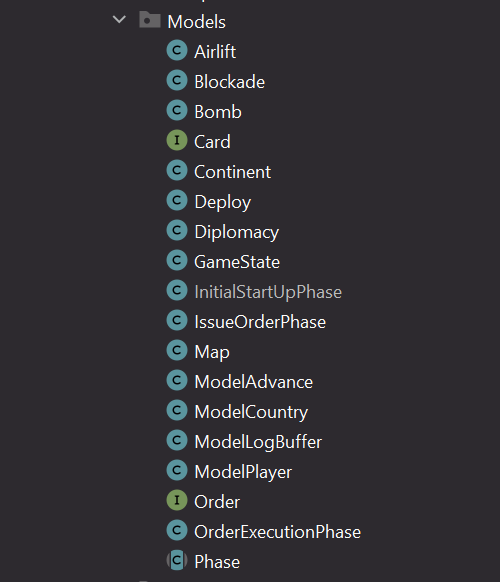 Models
C Airlift
C Blockade
C Bomb
I Card
C Continent
C Deploy
C Diplomacy
C GameState
C InitialStartUpPhase
C IssueOrderPhase
C Map
C ModelAdvance
C ModelCountry
C ModelLogBuffer
C ModelPlayer
I Order
C OrderExecutionPhase
C Phase